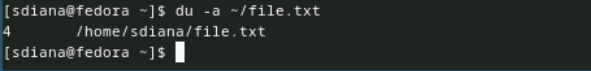 [sdiana@fedora ~]$ du -a ~/file.txt
4       /home/sdiana/file.txt
[sdiana@fedora ~]$